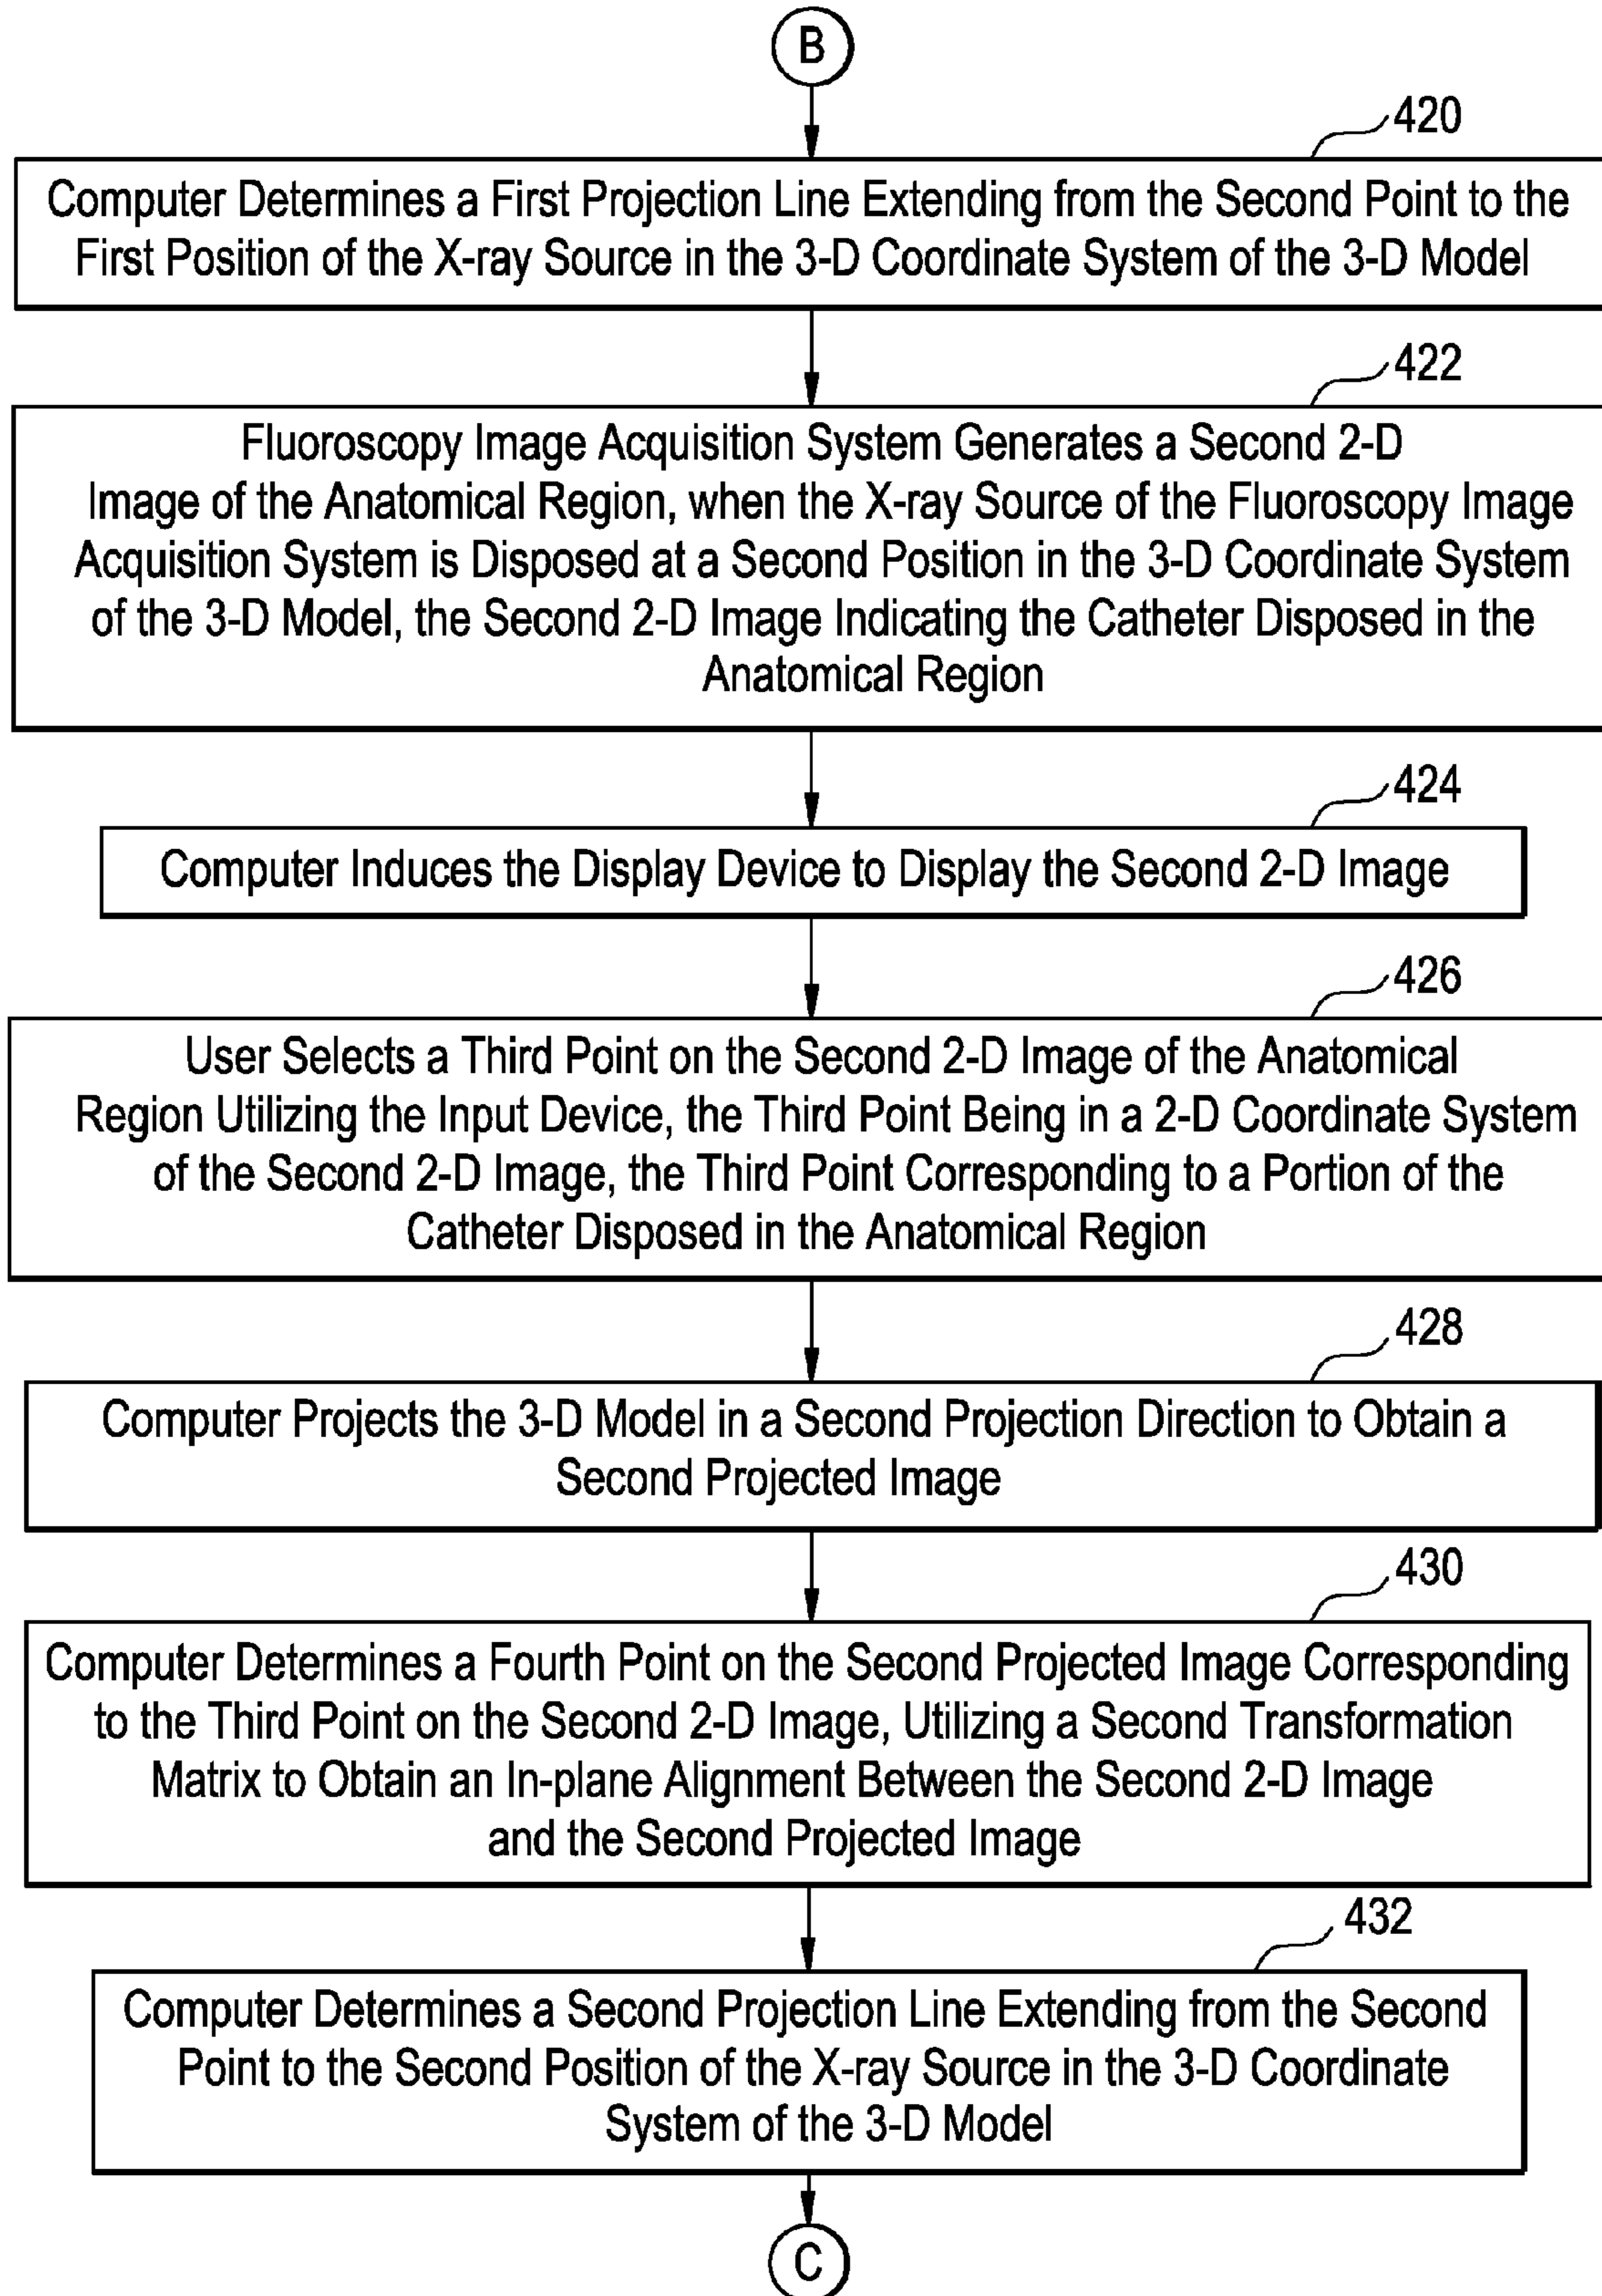 B
420
Computer Determines a First Projection Line Extending from the Second Point to the
First Position of the X-ray Source in the 3-D Coordinate System of the 3-D Model
422
Fluoroscopy Image Acquisition System Generates a Second 2-D
Image of the Anatomical Region, when the X-ray Source of the Fluoroscopy Image
Acquisition System is Disposed at a Second Position in the 3-D Coordinate System
of the 3-D Model, the Second 2-D Image Indicating the Catheter Disposed in the
Anatomical Region
424
Computer Induces the Display Device to Display the Second 2-D Image
426
User Selects a Third Point on the Second 2-D Image of the Anatomical
Region Utilizing the Input Device, the Third Point Being in a 2-D Coordinate System
of the Second 2-D Image, the Third Point Corresponding to a Portion of the
Catheter Disposed in the Anatomical Region
428
Computer Projects the 3-D Model in a Second Projection Direction to Obtain a
Second Projected Image
430
Computer Determines a Fourth Point on the Second Projected Image Corresponding
to the Third Point on the Second 2-D Image, Utilizing a Second Transformation
Matrix to Obtain an In-plane Alignment Between the Second 2-D Image
and the Second Projected Image
432
Computer Determines a Second Projection Line Extending from the Second
Point to the Second Position of the X-ray Source in the 3-D Coordinate
System of the 3-D Model
C